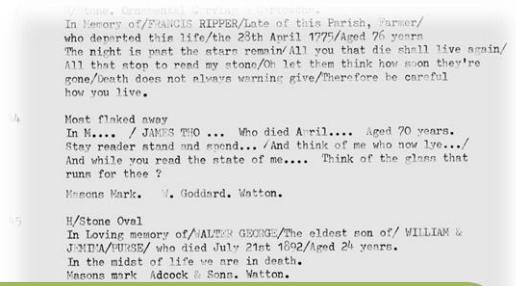 H/Stone. Ornamental Carving & Cartouche.
In Memory of/FRANCIS RIPPER/Late of this Parish, Farmer/
who departed this life/the 28th April 1775/Aged 76 years
The night is past the stars remain/All you that die shall live again/
All that stop to read my stone/Oh let them think how soon they're
gone/Death does not always warning give/Therefore be careful
how you live.
44
Most flaked away
In M.... / JAMES THO ... Who died April.... Aged 70 years.
Stay reader stand and spend... /And think of me who now lye.../
And while you read the state of me.... Think of the glass that
runs for thee ?
Masons Mark. W. Goddard. Watton.
45
H/Stone Oval
In Loving memory of/WALTER GEORGE/The eldest son of/ WILLIAM &
JEMIMA/PURSE/ who died July 21st 1892/Aged 24 years.
In the midst of life we are in death.
Masons mark Adcock & Sons. Watton.